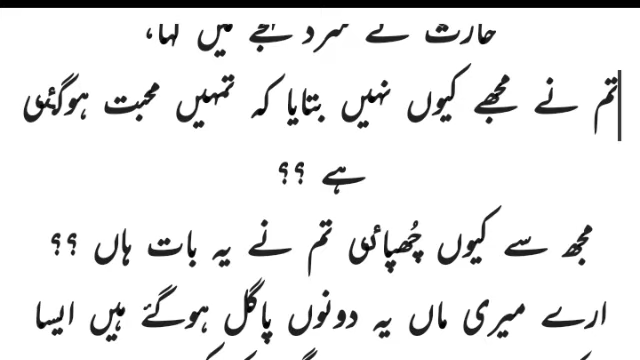 حارث نے سرد لہجے میں کہا،
تم نے مجھے کیوں نہیں بتایا کہ تمہیں محبت ہوگئی
ہے ؟؟
مجھ سے کیوں چُھپائی تم نے یہ بات ہاں ؟؟
ارے میری ماں یہ دونوں پاگل ہوگئے ہیں ایسا